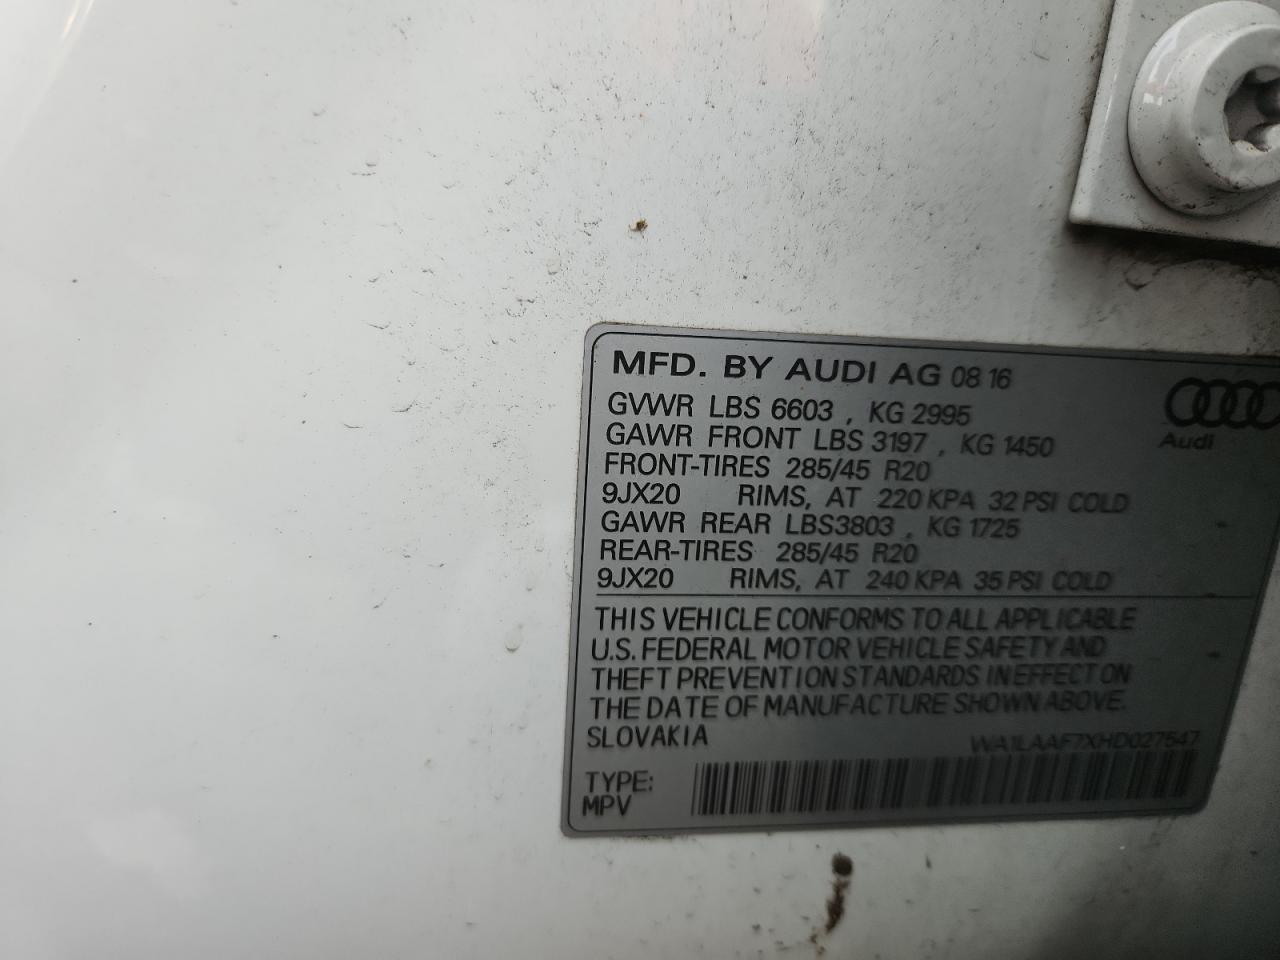 MFD. BY AUDI AG 08 16
Audi
GVWR LBS 6603 , KG 2995
GAWR FRONT LBS 3197 , KG 1450
FRONT-TIRES 285/45 R20
9JX20 RIMS, AT 220 KPA 32 PSI COLD
GAWR REAR LBS3803 , KG 1725
REAR-TIRES 285/45 R20
9JX20 RIMS, AT 240 KPA 35 PSI COLD
THIS VEHICLE CONFORMS TO ALL APPLICABLE
U.S. FEDERAL MOTOR VEHICLE SAFETY AND
THEFT PREVENTION STANDARDS IN EFFECT ON
THE DATE OF MANUFACTURE SHOWN ABOVE.
SLOVAKIA WA1LAAF7XHD027547
TYPE:
MPV